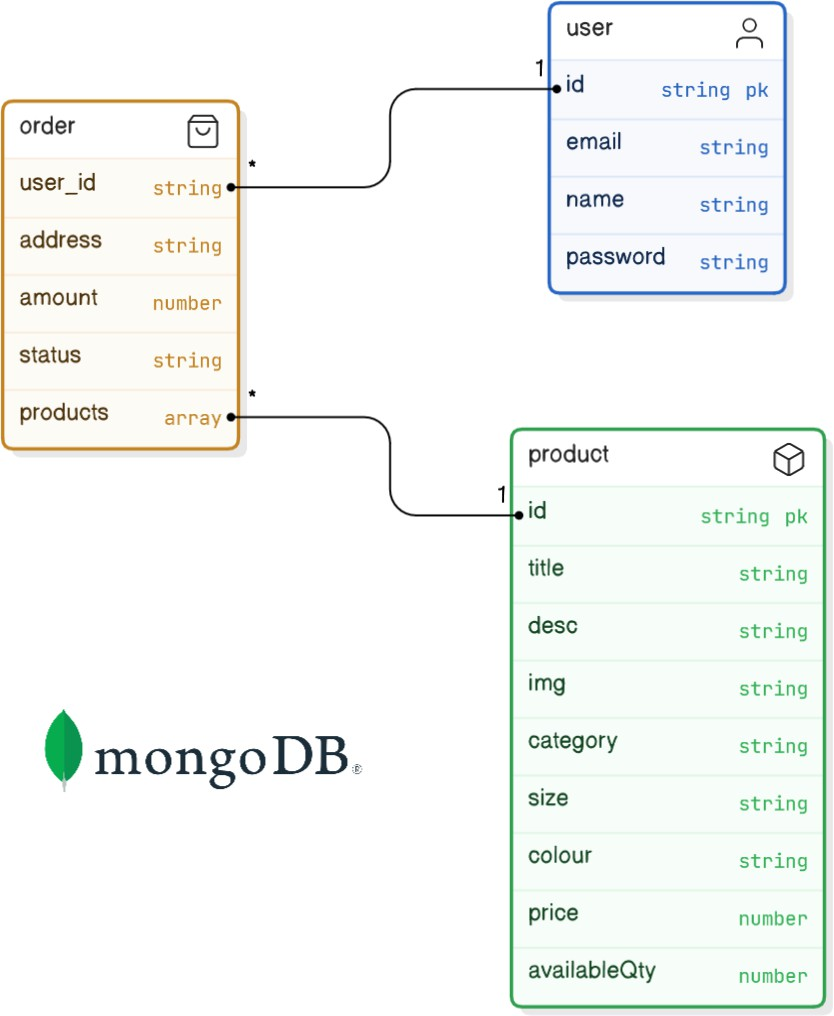 order
*
user_id string
address string
amount number
status string
products array
*
user
1
id string pk
email string
name string
password string
product
1
id string pk
title string
desc string
img string
category string
size string
colour string
price number
availableQty number
mongoDB®